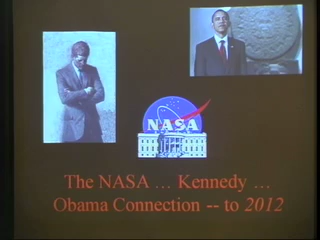 NASA
The NASA ... Kennedy ...
Obama Connection -- to 2012